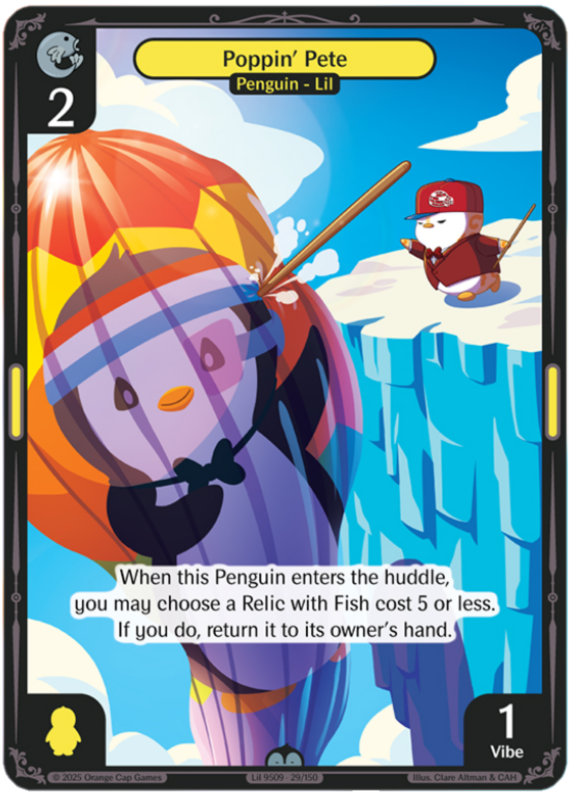 2
Poppin' Pete
Penguin - Lil
When this Penguin enters the huddle,
you may choose a Relic with Fish cost 5 or less.
If you do, return it to its owner's hand.
1
Vibe
© 2025 Orange Cap Games
Lil 9509 · 29/150
Illus. Clare Altman & CAH